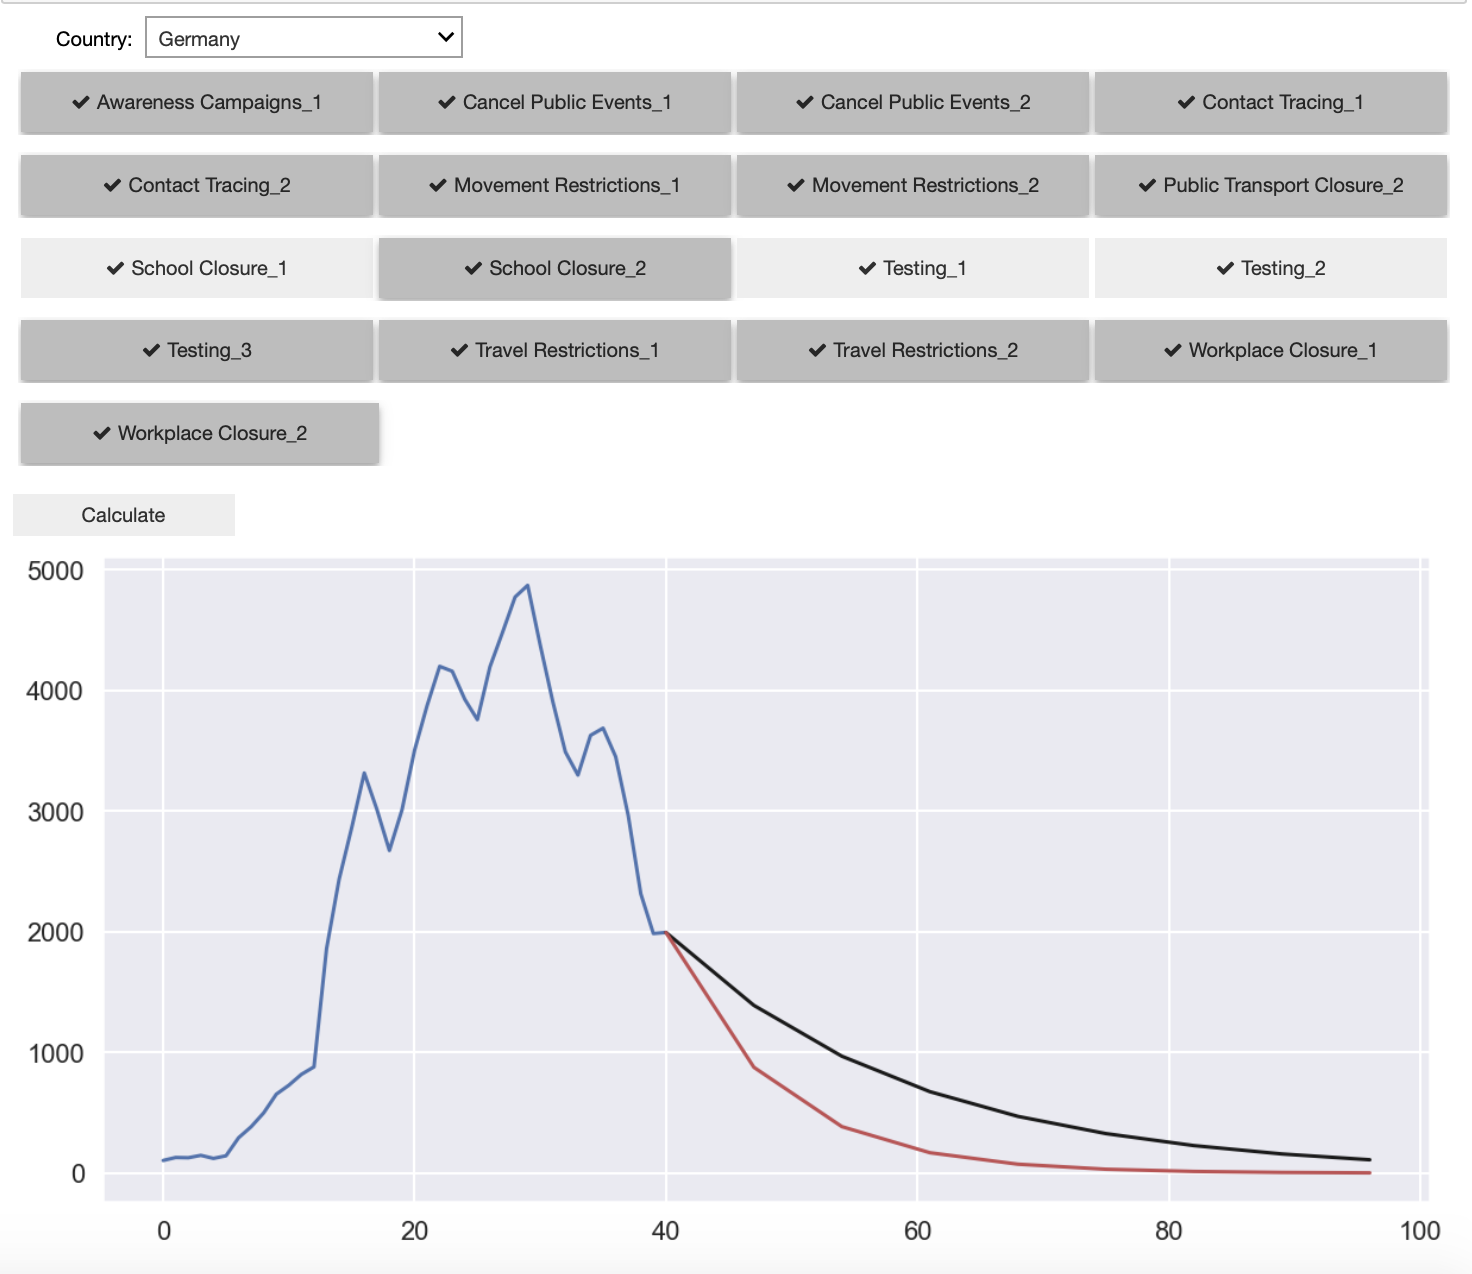 Country: Germany
✔ Awareness Campaigns_1 ✔ Cancel Public Events_1 ✔ Cancel Public Events_2 ✔ Contact Tracing_1
✔ Contact Tracing_2 ✔ Movement Restrictions_1 ✔ Movement Restrictions_2 ✔ Public Transport Closure_2
✔ School Closure_1 ✔ School Closure_2 ✔ Testing_1 ✔ Testing_2
✔ Testing_3 ✔ Travel Restrictions_1 ✔ Travel Restrictions_2 ✔ Workplace Closure_1
✔ Workplace Closure_2
Calculate
5000
4000
3000
2000
1000
0
0 20 40 60 80 100